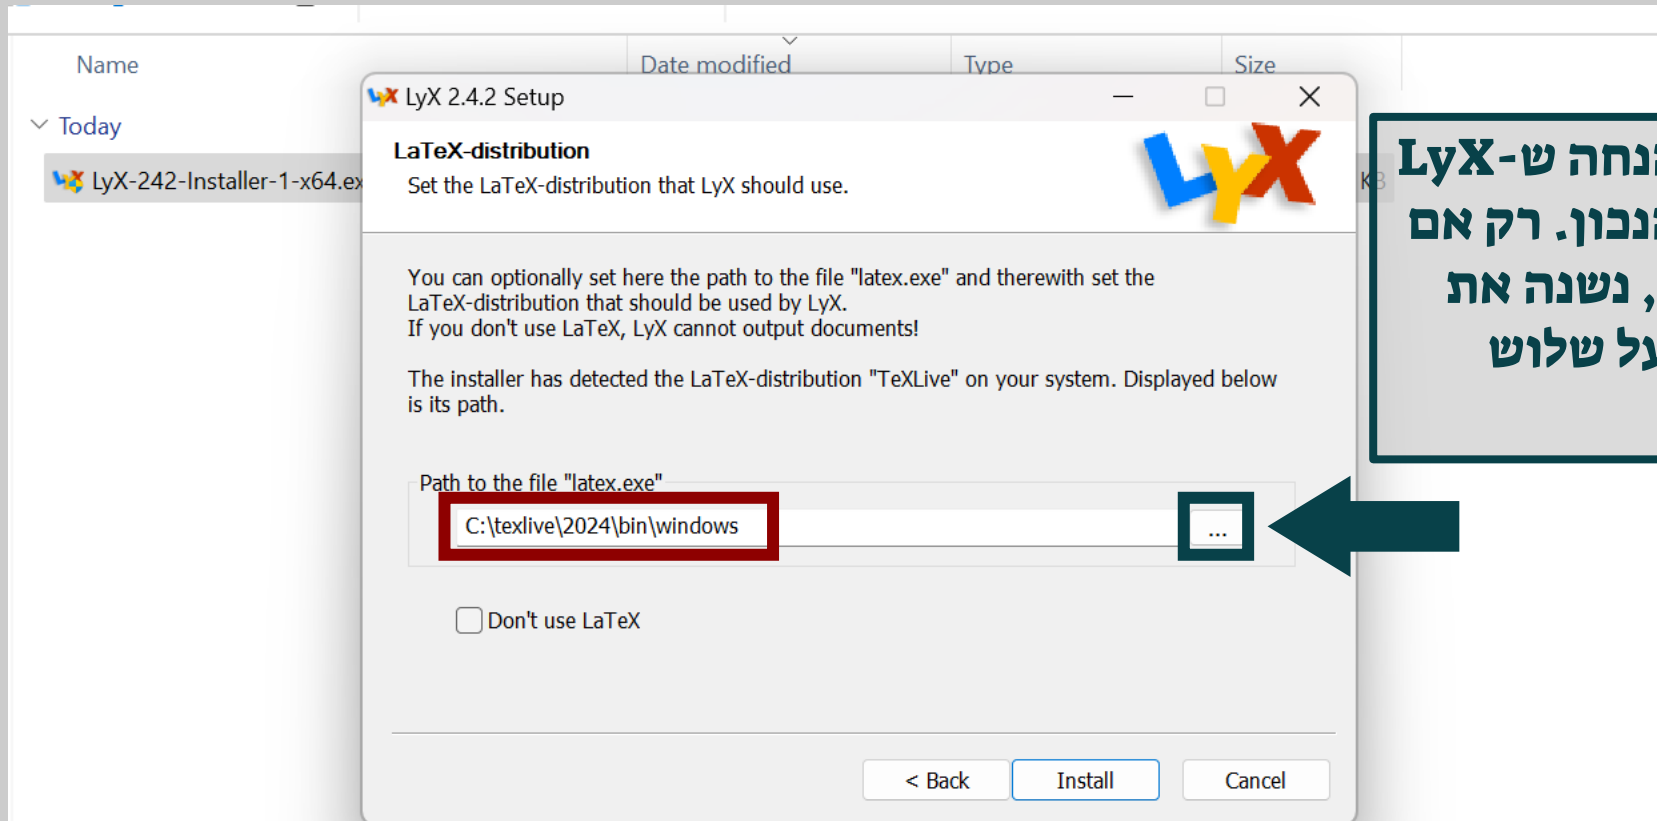 Name Date modified Type Size
Today
LyX-242-Installer-1-x64.ex
LyX 2.4.2 Setup
LaTeX-distribution
Set the LaTeX-distribution that LyX should use.
LyX
You can optionally set here the path to the file "latex.exe" and therewith set the
LaTeX-distribution that should be used by LyX.
If you don't use LaTeX, LyX cannot output documents!
The installer has detected the LaTeX-distribution "TeXLive" on your system. Displayed below
is its path.
Path to the file "latex.exe"
C:\texlive\2024\bin\windows
...
Don't use LaTeX
< Back Install Cancel
KB
הנחה ש-LyX
הנכון. רק אם
, נשנה את
על שלוש